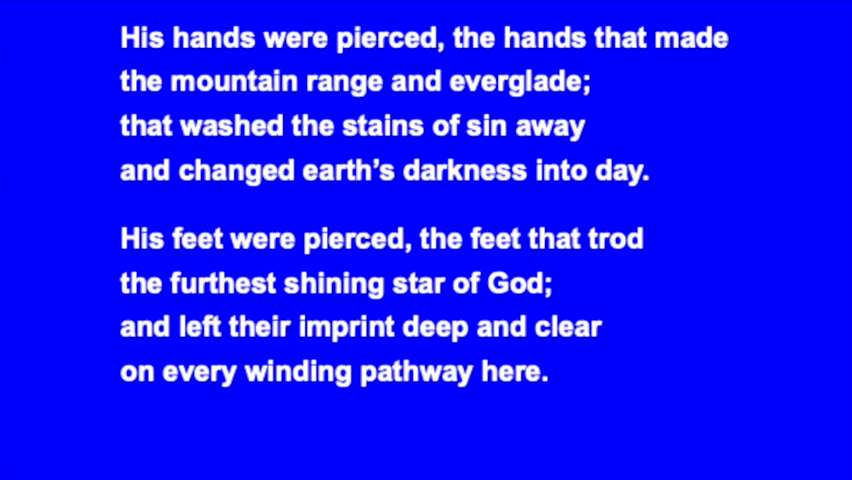 His hands were pierced, the hands that made
the mountain range and everglade;
that washed the stains of sin away
and changed earth’s darkness into day.
His feet were pierced, the feet that trod
the furthest shining star of God;
and left their imprint deep and clear
on every winding pathway here.